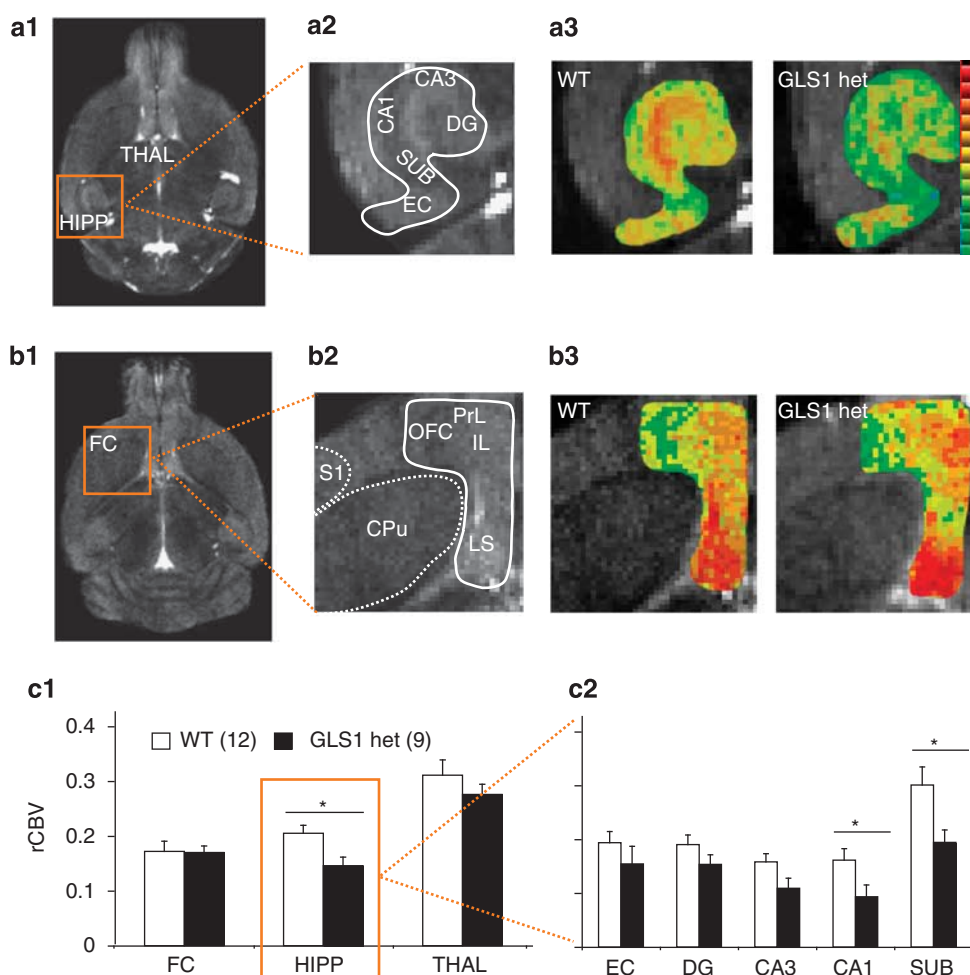 a1
a2
a3
THAL
HIPP
CA3
CA1
DG
SUB
EC
WT
GLS1 het
b1
b2
b3
FC
PrL
OFC
IL
S1
CPu
LS
WT
GLS1 het
c1
c2
0.4
0.3
0.2
0.1
0
rCBV
WT (12)
GLS1 het (9)
*
FC
HIPP
THAL
*
*
EC
DG
CA3
CA1
SUB